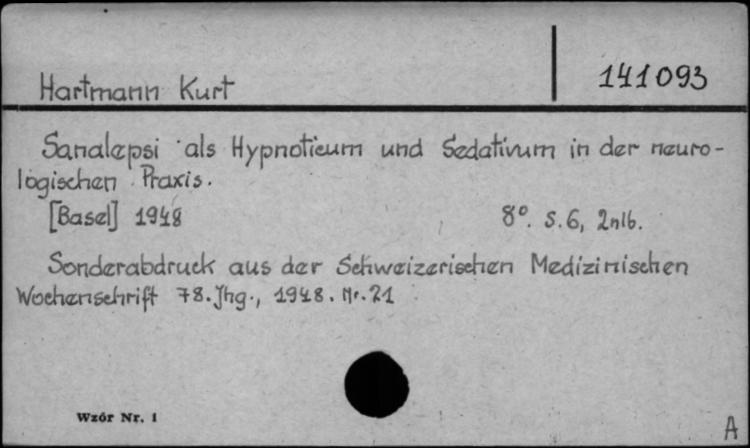 Hartmann Kurt
141093
Sanalepsi als Hypnoticum und Sedativum in der neuro-
logischen Praxis.
[Basel] 1948
8°. S.6, 2nlb.
Sonderabdruck aus der Schweizerischen Medizinischen
Wochenschrift 78.Jhg., 1948. Nr.21
Wzór Nr. 1
A